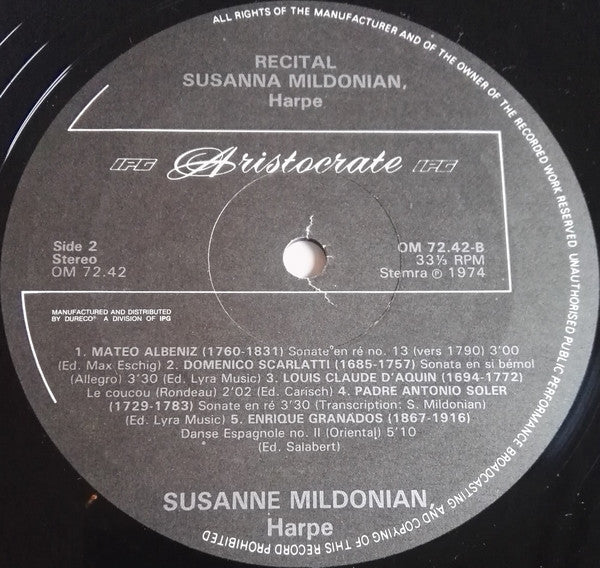 ALL RIGHTS OF THE MANUFACTURER AND OF THE OWNER OF THE RECORDED WORK RESERVED UNAUTHORISED PUBLIC PERFORMANCE BROADCASTING AND COPYING OF THIS RECORD PROHIBITED
RECITAL
SUSANNA MILDONIAN,
Harpe
IPG Aristocrate IPG
Side 2
Stereo
OM 72.42
OM 72.42-B
33⅓ RPM
Stemra ℗ 1974
MANUFACTURED AND DISTRIBUTED
BY DURECO® A DIVISION OF IPG
1. MATEO ALBENIZ (1760-1831) Sonate en ré no. 13 (vers 1790) 3'00
(Ed. Max Eschig) 2. DOMENICO SCARLATTI (1685-1757) Sonata en si bémol
(Allegro) 3'30 (Ed. Lyra Music) 3. LOUIS CLAUDE D'AQUIN (1694-1772)
Le coucou (Rondeau) 2'02 (Ed. Carisch) 4. PADRE ANTONIO SOLER
(1729-1783) Sonate en ré 3'30 (Transcription: S. Mildonian)
(Ed. Lyra Music) 5. ENRIQUE GRANADOS (1867-1916)
Danse Espagnole no. II (Oriental) 5'10
(Ed. Salabert)
SUSANNE MILDONIAN,
Harpe